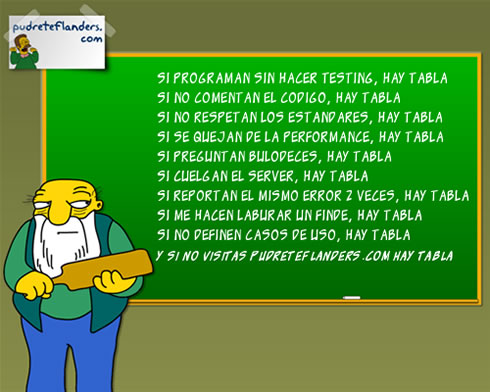 pudreteflanders.
com
SI PROGRAMAN SIN HACER TESTING, HAY TABLA
SI NO COMENTAN EL CODIGO, HAY TABLA
SI NO RESPETAN LOS ESTANDARES, HAY TABLA
SI SE QUEJAN DE LA PERFORMANCE, HAY TABLA
SI PREGUNTAN BULODECES, HAY TABLA
SI CUELGAN EL SERVER, HAY TABLA
SI REPORTAN EL MISMO ERROR 2 VECES, HAY TABLA
SI ME HACEN LABURAR UN FINDE, HAY TABLA
SI NO DEFINEN CASOS DE USO, HAY TABLA
Y SI NO VISITAS PUDRETEFLANDERS.COM HAY TABLA